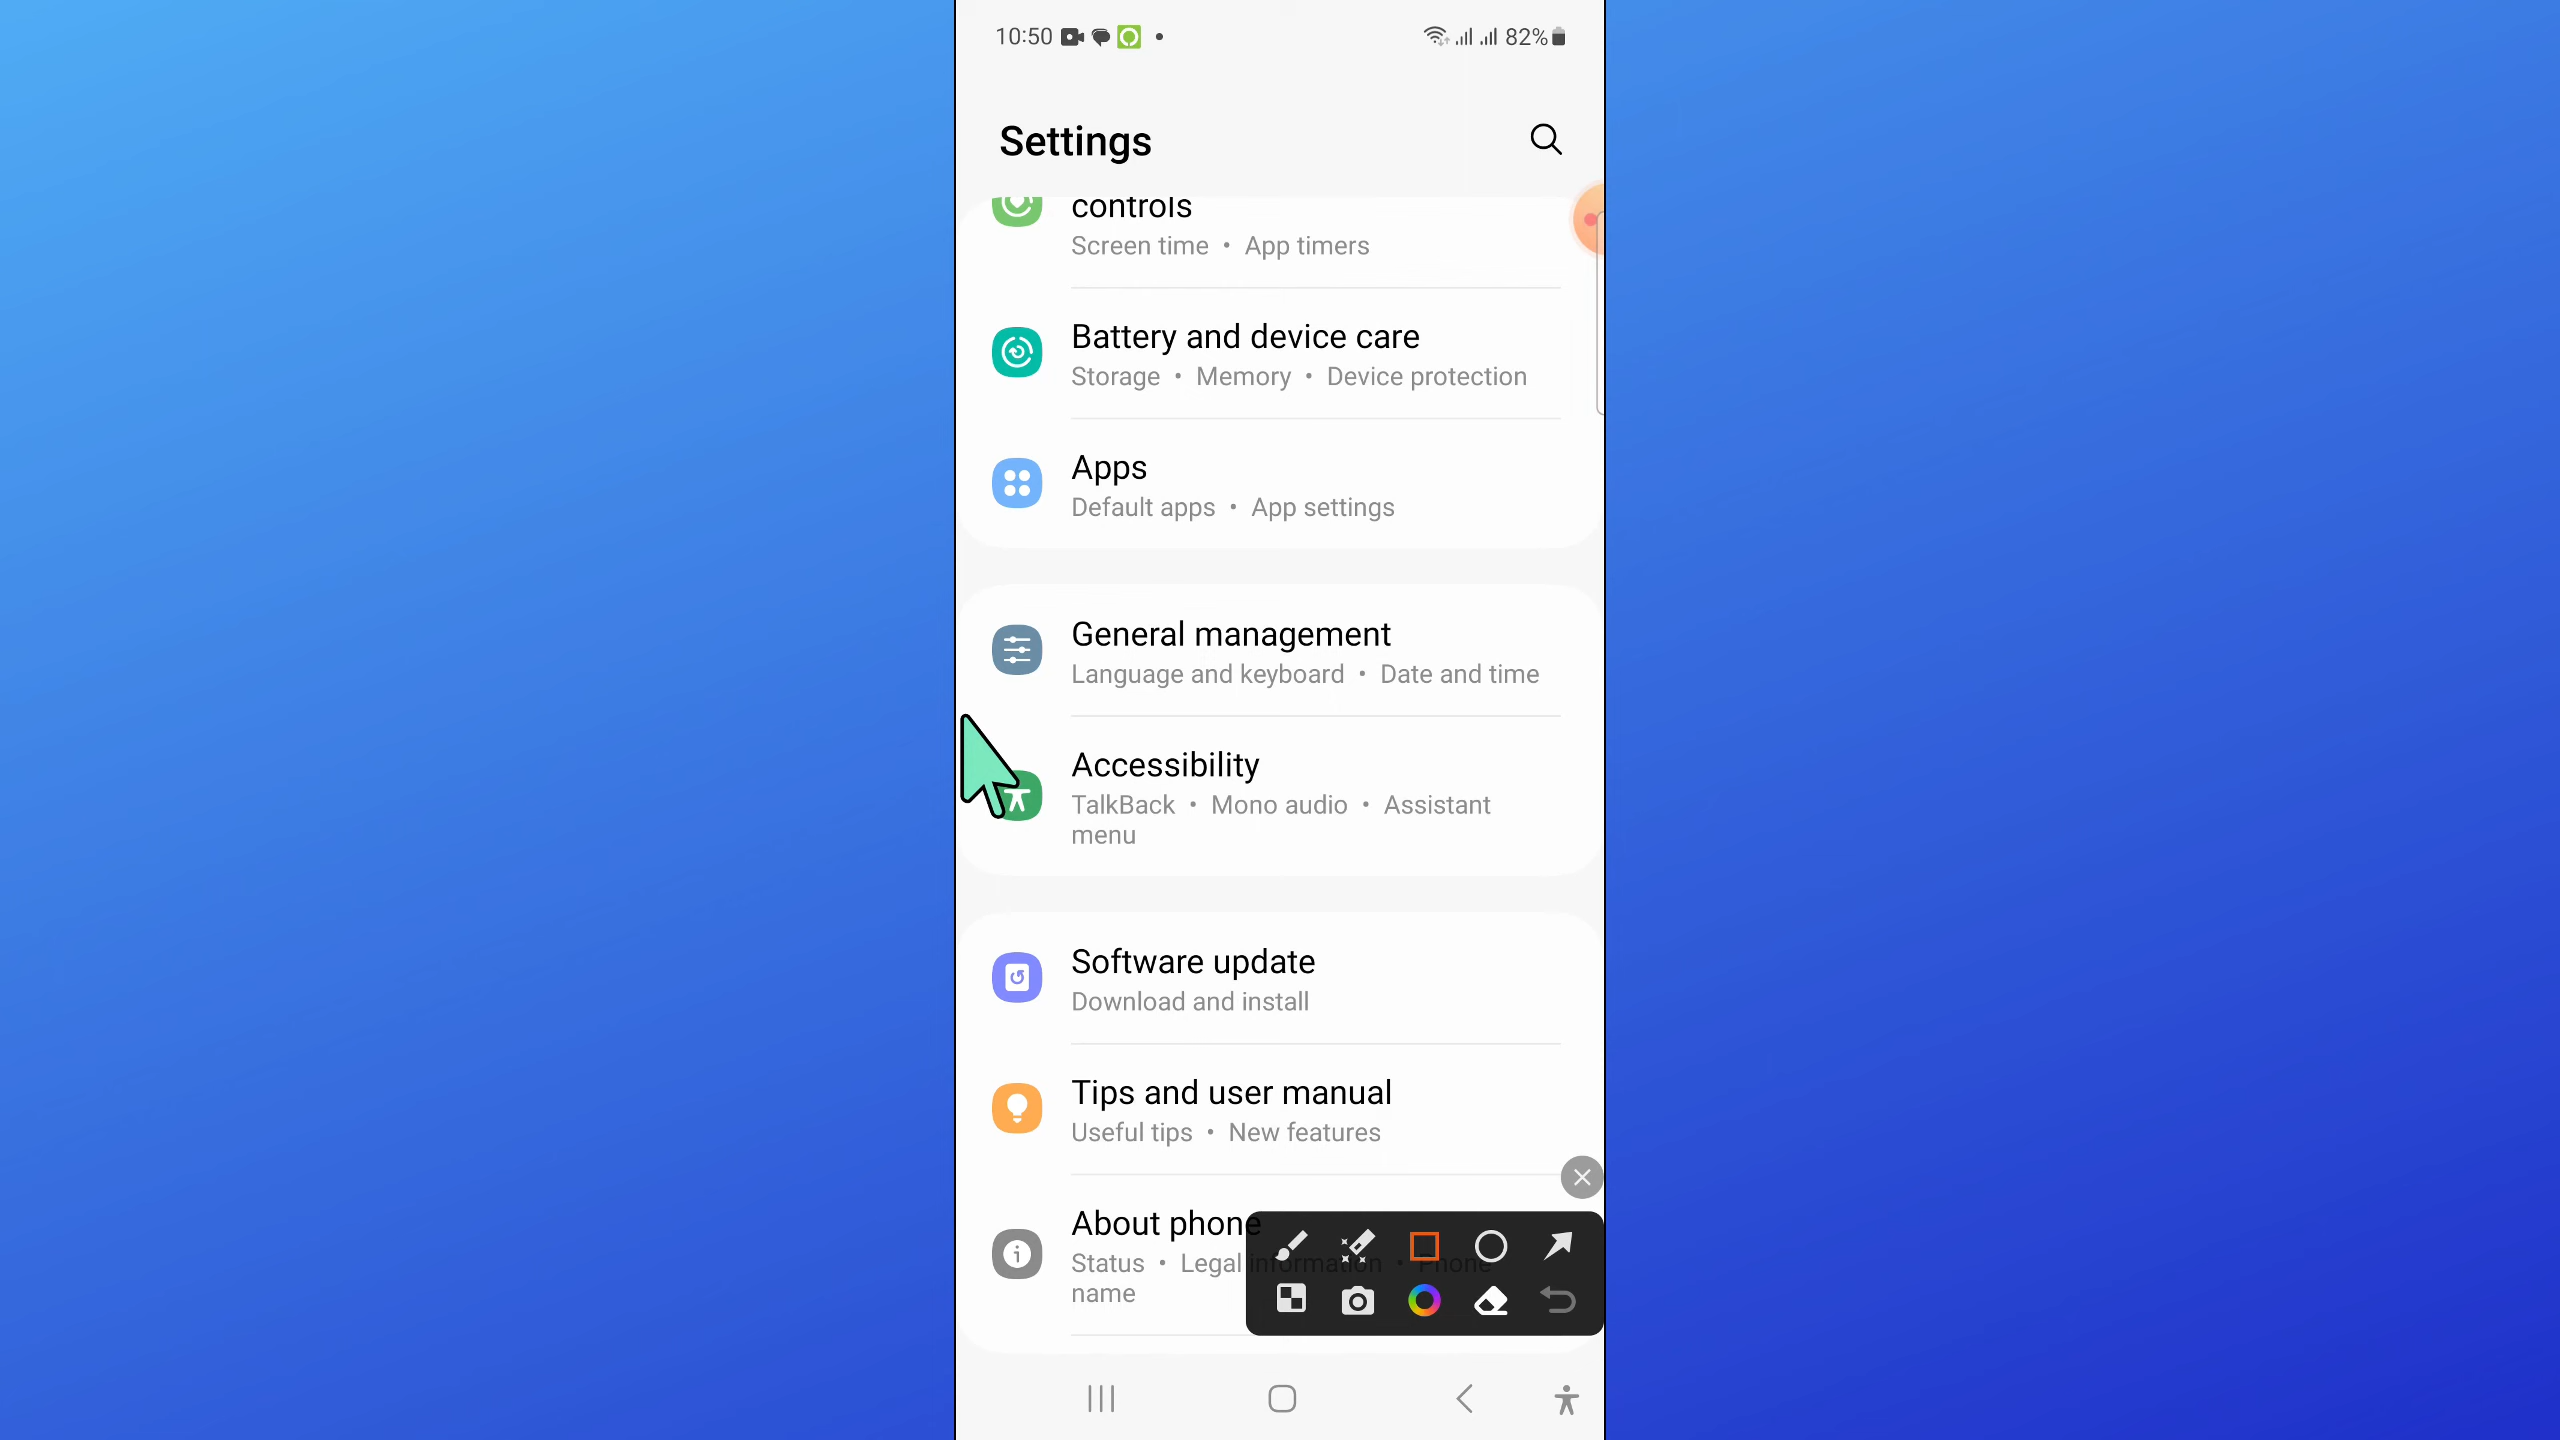 10:50
82%
Settings
controls
Screen time • App timers
Battery and device care
Storage • Memory • Device protection
Apps
Default apps • App settings
General management
Language and keyboard • Date and time
Accessibility
TalkBack • Mono audio • Assistant
menu
Software update
Download and install
Tips and user manual
Useful tips • New features
About phone
Status • Legal information • Phone
name